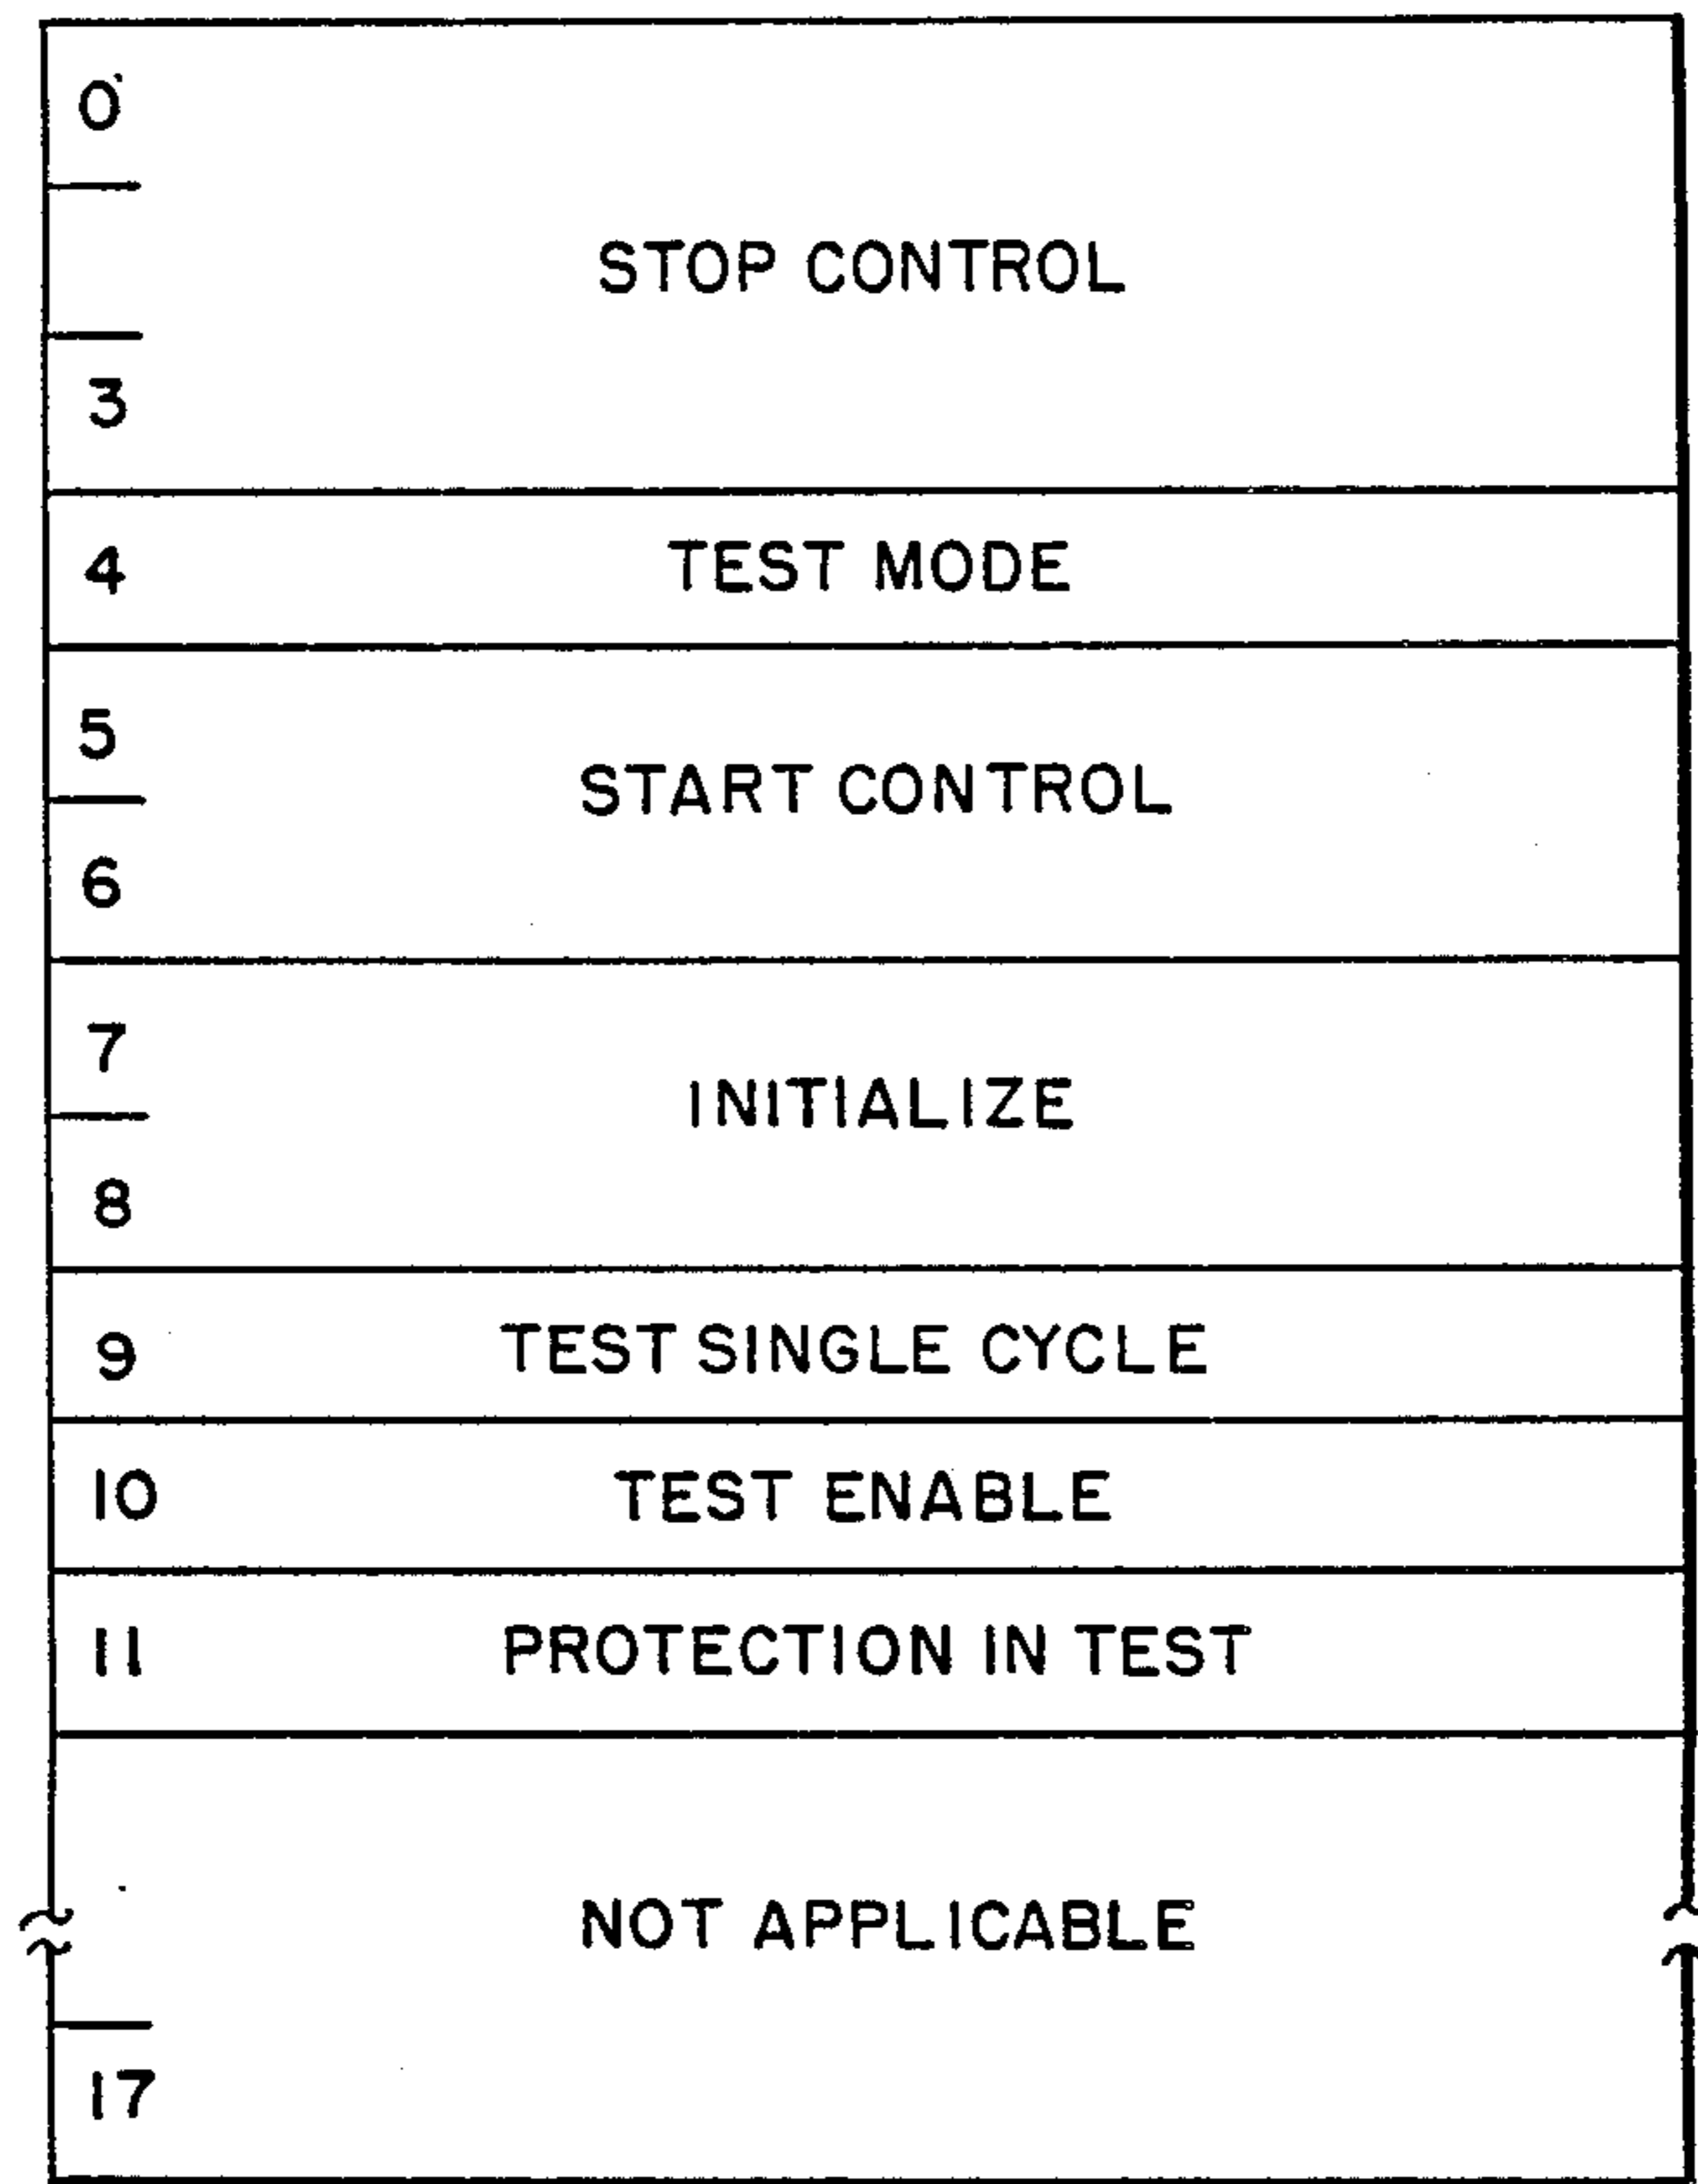 0
STOP CONTROL
3
4 TEST MODE
5
START CONTROL
6
7
INITIALIZE
8
9 TEST SINGLE CYCLE
10 TEST ENABLE
11 PROTECTION IN TEST
NOT APPLICABLE
17